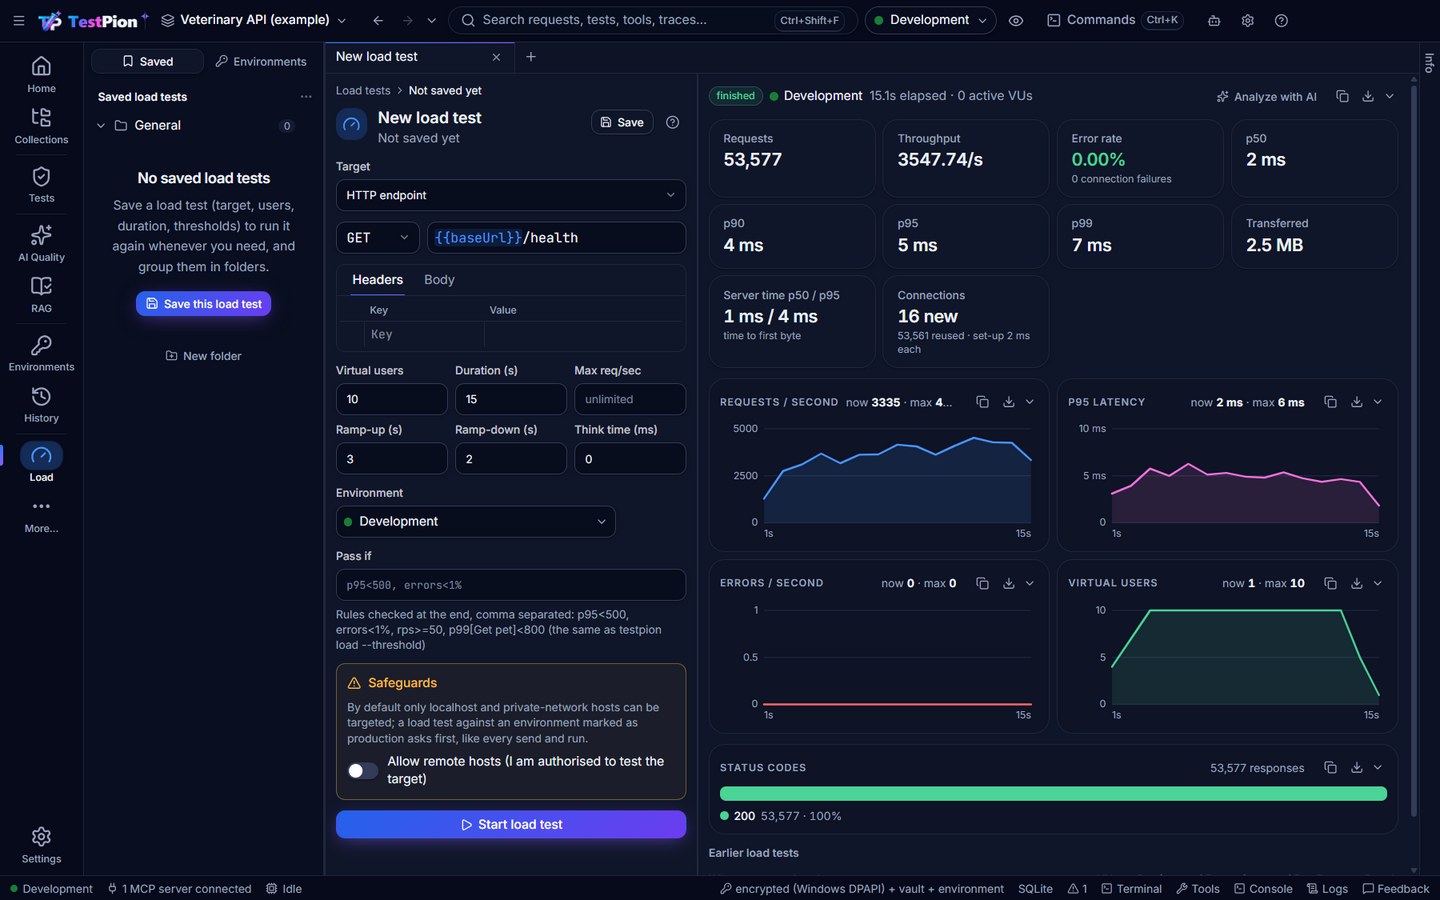 TestPion
Veterinary API (example)
Search requests, tests, tools, traces...
Ctrl+Shift+F
Development
Commands
Ctrl+K
Home
Collections
Tests
AI Quality
RAG
Environments
History
Load
More...
Settings
Saved
Environments
Saved load tests
General
0
No saved load tests
Save a load test (target, users,
duration, thresholds) to run it
again whenever you need, and
group them in folders.
Save this load test
New folder
New load test
Load tests > Not saved yet
New load test
Not saved yet
Save
Target
HTTP endpoint
GET
{{baseUrl}}/health
Headers
Body
Key
Value
Key
Virtual users
Duration (s)
Max req/sec
10
15
unlimited
Ramp-up (s)
Ramp-down (s)
Think time (ms)
3
2
0
Environment
Development
Pass if
p95<500, errors<1%
Rules checked at the end, comma separated: p95<500,
errors<1%, rps>=50, p99[Get pet]<800 (the same as testpion
load --threshold)
Safeguards
By default only localhost and private-network hosts can be
targeted; a load test against an environment marked as
production asks first, like every send and run.
Allow remote hosts (I am authorised to test the
target)
Start load test
finished
Development
15.1s elapsed · 0 active VUs
Analyze with AI
Info
Requests
53,577
Throughput
3547.74/s
Error rate
0.00%
0 connection failures
p50
2 ms
p90
4 ms
p95
5 ms
p99
7 ms
Transferred
2.5 MB
Server time p50 / p95
1 ms / 4 ms
time to first byte
Connections
16 new
53,561 reused · set-up 2 ms
each
REQUESTS / SECOND
now 3335 · max 4...
5000
2500
0
1s
15s
P95 LATENCY
now 2 ms · max 6 ms
10 ms
5 ms
0
1s
15s
ERRORS / SECOND
now 0 · max 0
1
0.5
0
1s
15s
VIRTUAL USERS
now 1 · max 10
10
5
0
1s
15s
STATUS CODES
53,577 responses
200 53,577 · 100%
Earlier load tests
Development
1 MCP server connected
Idle
encrypted (Windows DPAPI) + vault + environment
SQLite
1
Terminal
Tools
Console
Logs
Feedback